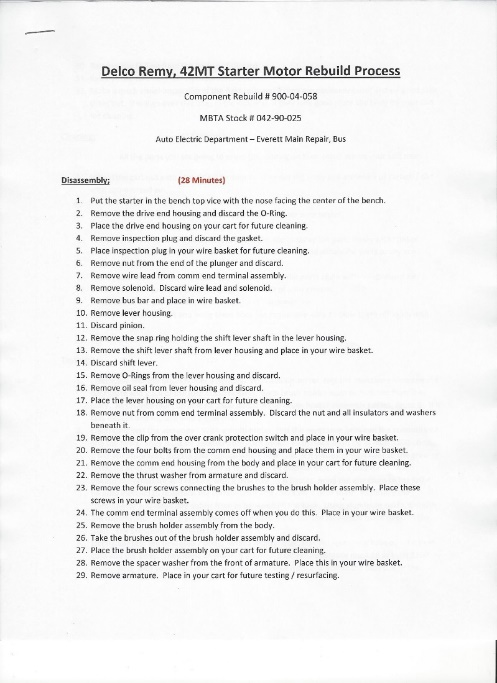 Delco Remy, 42MT Starter Motor Rebuild Process
Component Rebuild # 900-04-058
MBTA Stock # 042-90-025
Auto Electric Department – Everett Main Repair, Bus
Disassembly; (28 Minutes)
1. Put the starter in the bench top vice with the nose facing the center of the bench.
2. Remove the drive end housing and discard the O-Ring.
3. Place the drive end housing on your cart for future cleaning.
4. Remove inspection plug and discard the gasket.
5. Place inspection plug in your wire basket for future cleaning.
6. Remove nut from the end of the plunger and discard.
7. Remove wire lead from comm end terminal assembly.
8. Remove solenoid. Discard wire lead and solenoid.
9. Remove bus bar and place in wire basket.
10. Remove lever housing.
11. Discard pinion.
12. Remove the snap ring holding the shift lever shaft in the lever housing.
13. Remove the shift lever shaft from lever housing and place in your wire basket.
14. Discard shift lever.
15. Remove O-Rings from the lever housing and discard.
16. Remove oil seal from lever housing and discard.
17. Place the lever housing on your cart for future cleaning.
18. Remove nut from comm end terminal assembly. Discard the nut and all insulators and washers
beneath it.
19. Remove the clip from the over crank protection switch and place in your wire basket.
20. Remove the four bolts from the comm end housing and place them in your wire basket.
21. Remove the comm end housing from the body and place in your cart for future cleaning.
22. Remove the thrust washer from armature and discard.
23. Remove the four screws connecting the brushes to the brush holder assembly. Place these
screws in your wire basket.
24. The comm end terminal assembly comes off when you do this. Place in your wire basket.
25. Remove the brush holder assembly from the body.
26. Take the brushes out of the brush holder assembly and discard.
27. Place the brush holder assembly on your cart for future cleaning.
28. Remove the spacer washer from the front of armature. Place this in your wire basket.
29. Remove armature. Place in your cart for future testing / resurfacing.